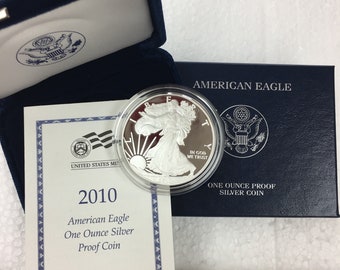 AMERICAN EAGLE
ONE OUNCE PROOF
SILVER COIN
LIBERTY
IN GOD
WE TRUST
UNITED STATES
2010
American Eagle
One Ounce Silver
Proof Coin